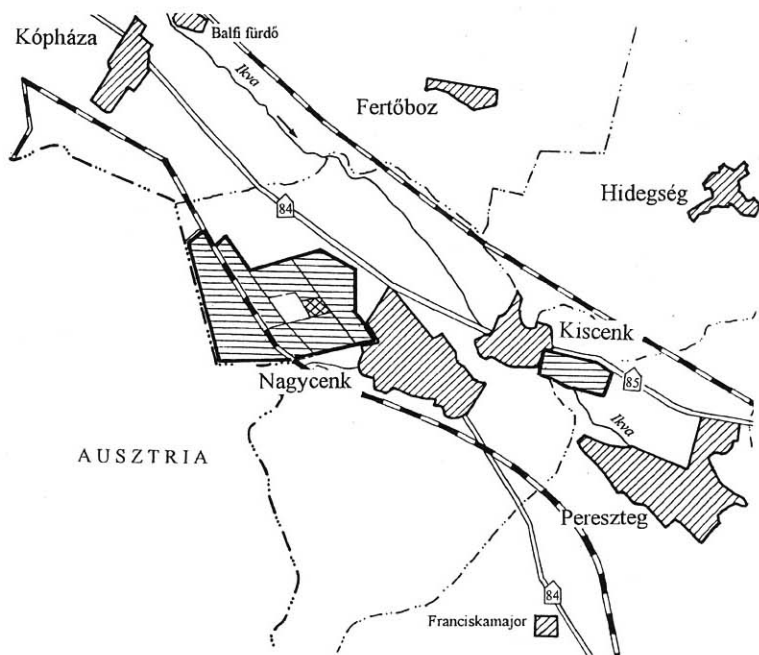 Balfi fürdő
Kópháza
Ikva
Fertőboz
Hidegség
84
Kiscenk
Nagycenk
85
Ikva
AUSZTRIA
Pereszteg
84
Franciskamajor